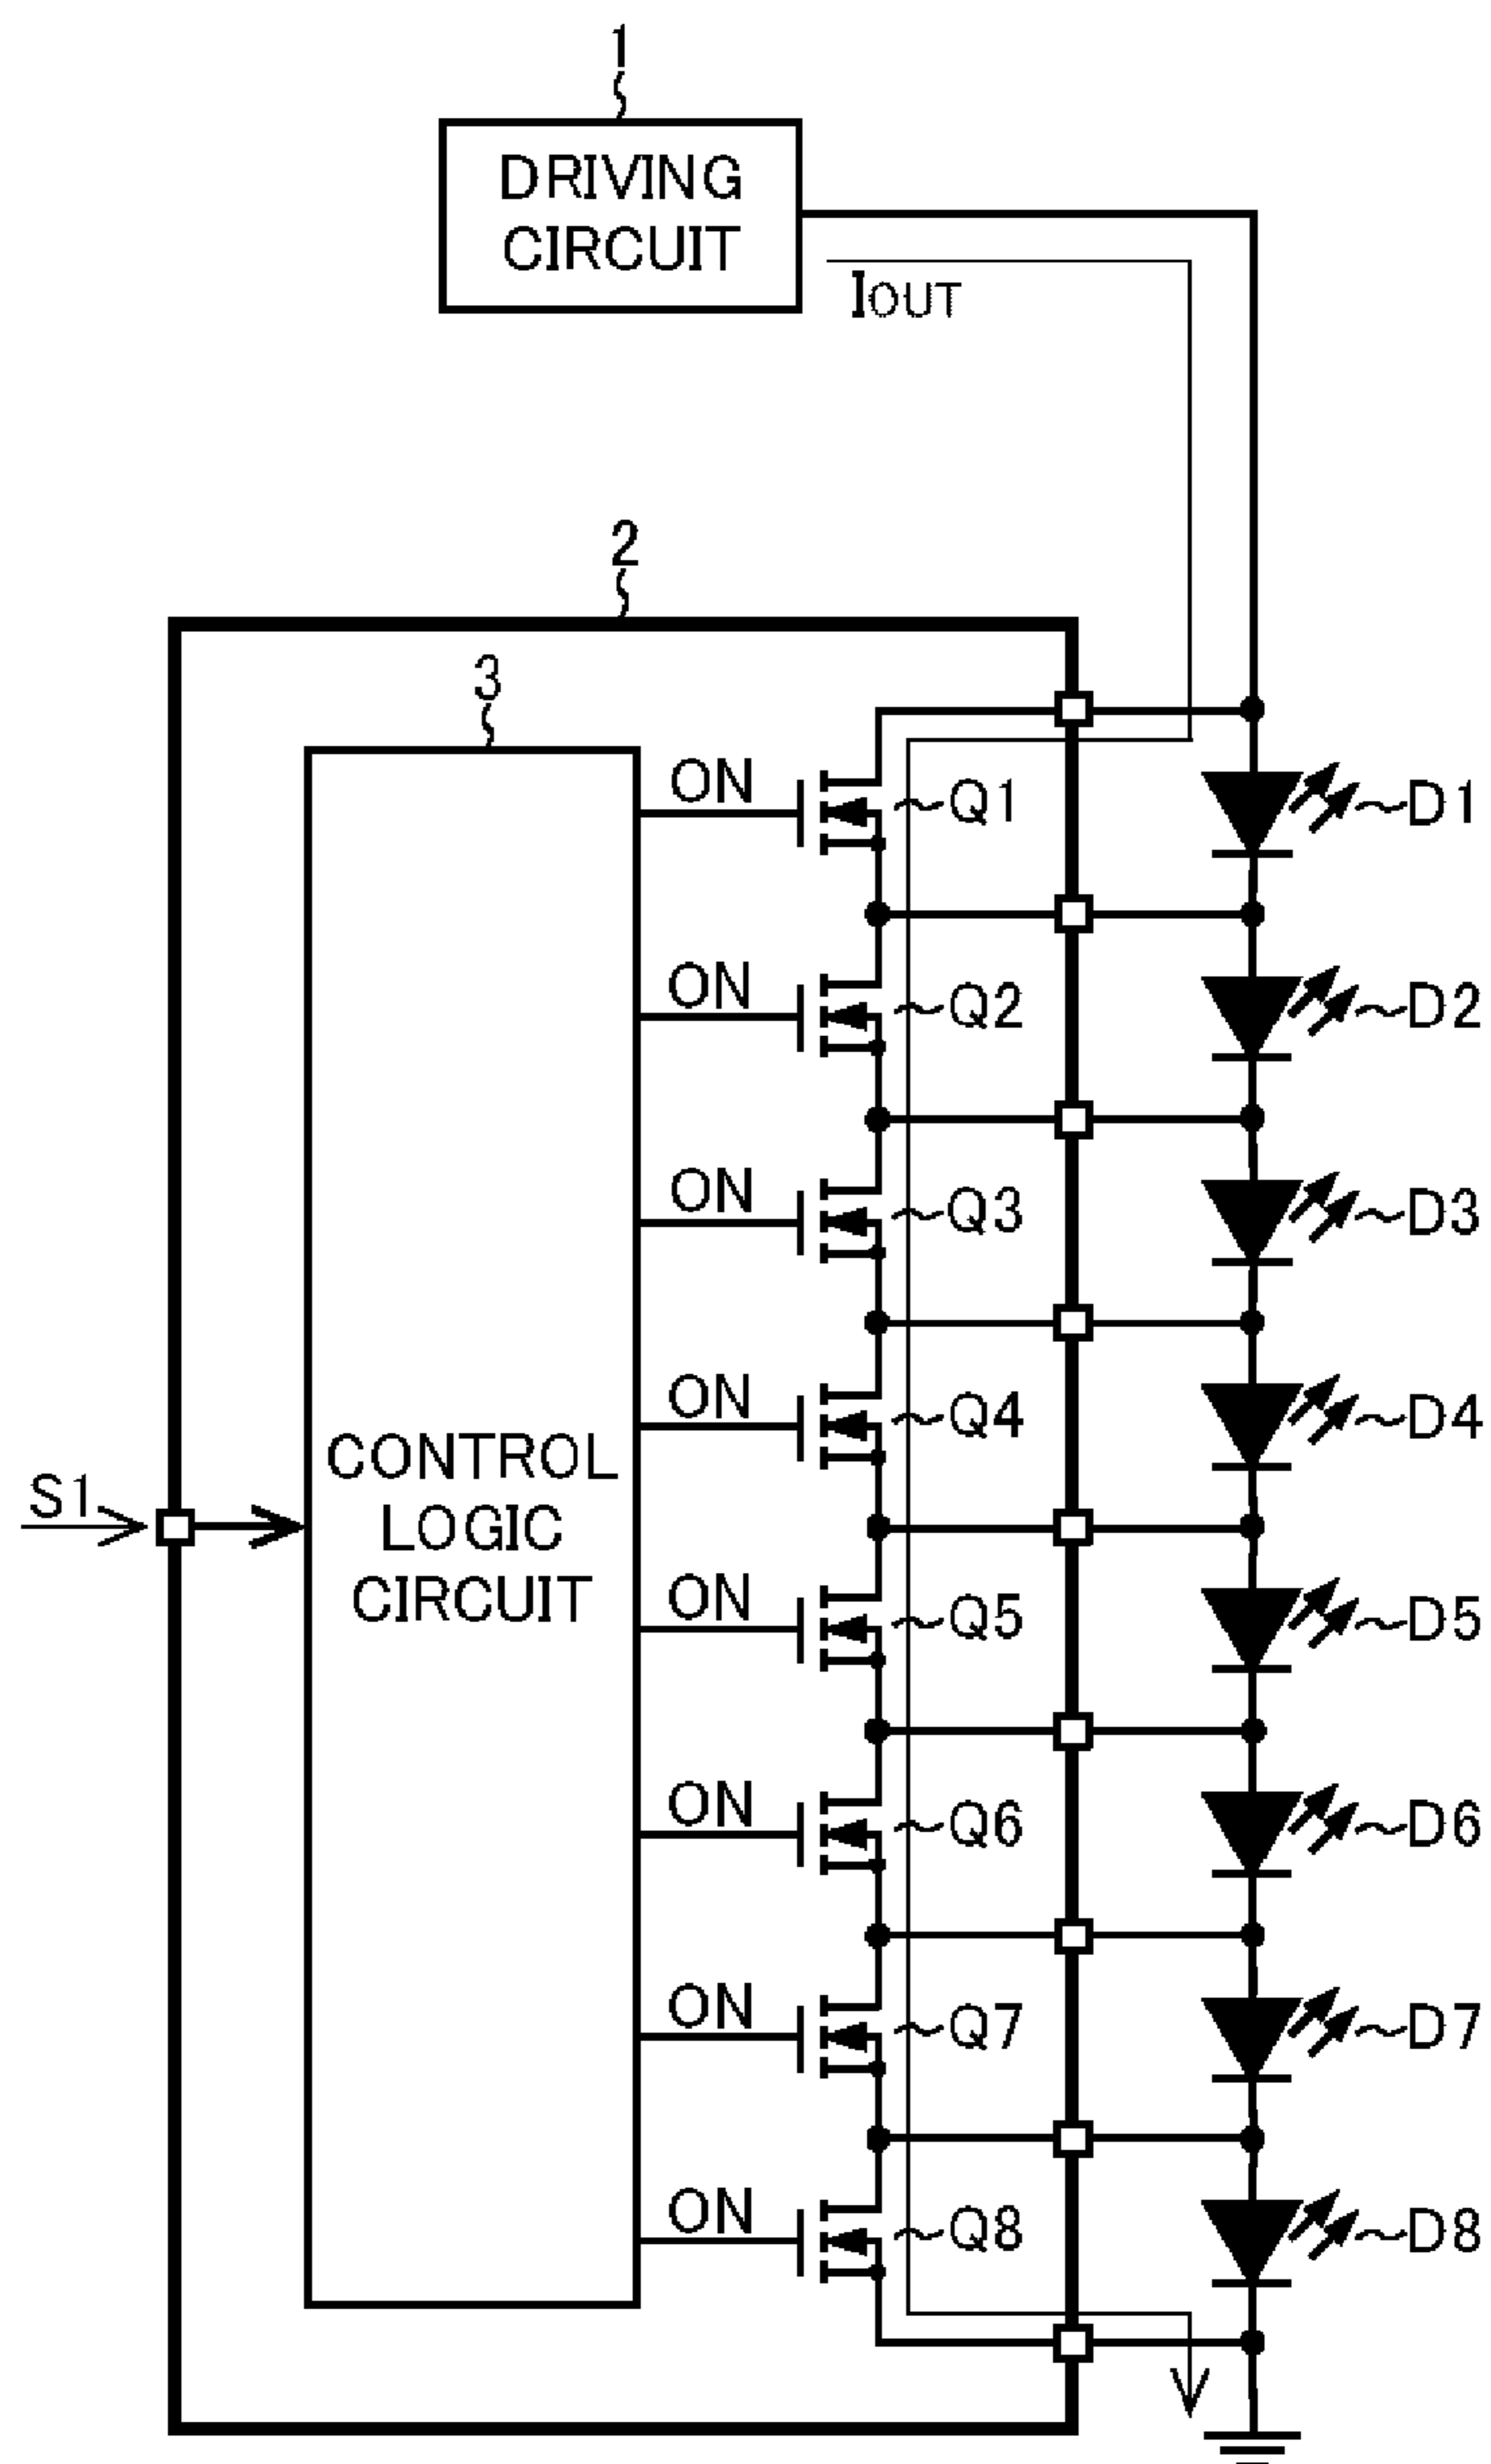 1
DRIVING
CIRCUIT
IOUT
2
3
ON Q1 D1
ON Q2 D2
ON Q3 D3
ON Q4 D4
CONTROL
LOGIC
CIRCUIT
S1
ON Q5 D5
ON Q6 D6
ON Q7 D7
ON Q8 D8